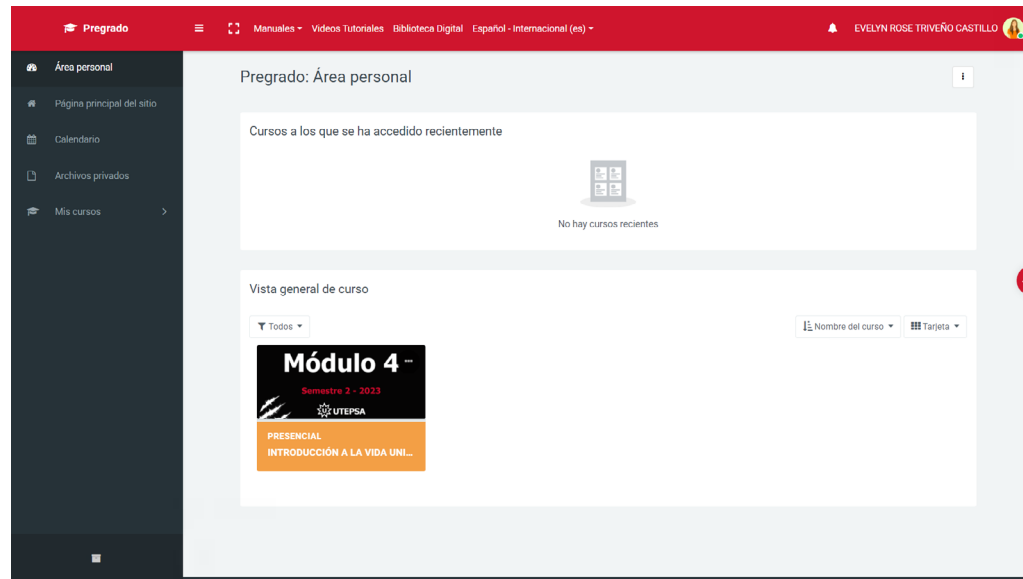 Pregrado
Manuales Videos Tutoriales Biblioteca Digital Español - Internacional (es)
EVELYN ROSE TRIVEÑO CASTILLO
Área personal
Página principal del sitio
Calendario
Archivos privados
Mis cursos
Pregrado: Área personal
Cursos a los que se ha accedido recientemente
No hay cursos recientes
Vista general de curso
Todos
Nombre del curso
Tarjeta
Módulo 4
Semestre 2 - 2023
UTEPSA
PRESENCIAL
INTRODUCCIÓN A LA VIDA UNI...